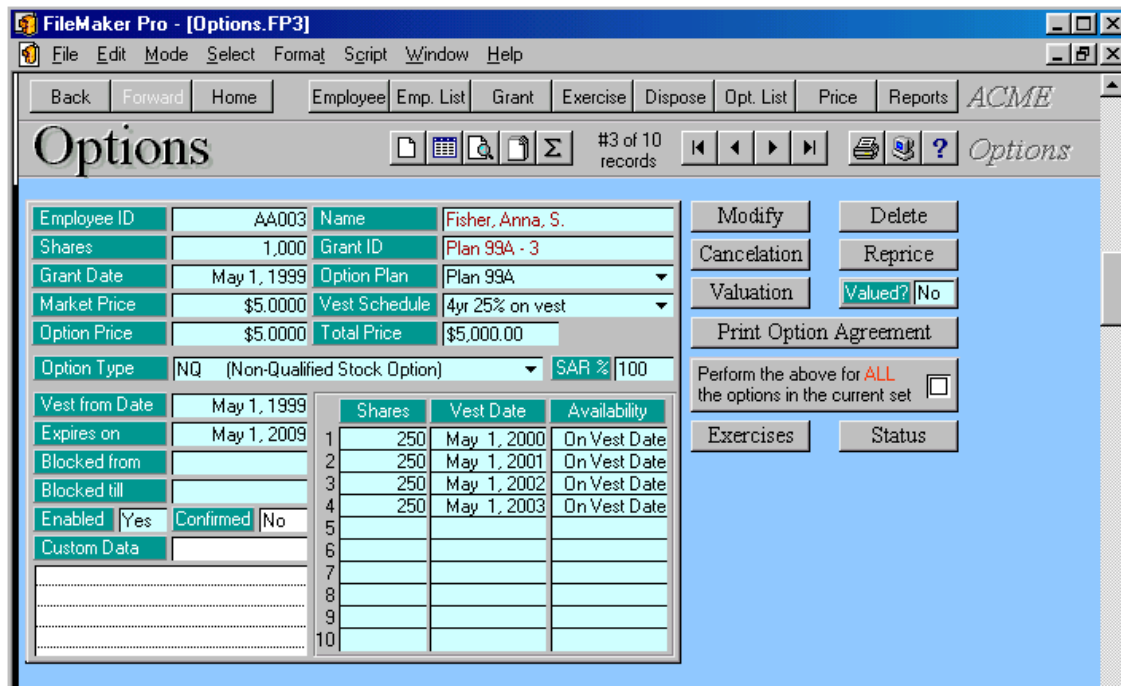 FileMaker Pro - [Options.FP3]
File Edit Mode Select Format Script Window Help
Back Forward Home Employee Emp. List Grant Exercise Dispose Opt. List Price Reports ACME
Options Σ #3 of 10 records ? Options
Employee ID AA003 Name Fisher, Anna, S.
Shares 1,000 Grant ID Plan 99A - 3
Grant Date May 1, 1999 Option Plan Plan 99A
Market Price $5.0000 Vest Schedule 4yr 25% on vest
Option Price $5.0000 Total Price $5,000.00
Option Type NQ (Non-Qualified Stock Option) SAR % 100
Vest from Date May 1, 1999
Expires on May 1, 2009
Blocked from
Blocked till
Enabled Yes Confirmed No
Custom Data
Shares Vest Date Availability
1 250 May 1, 2000 On Vest Date
2 250 May 1, 2001 On Vest Date
3 250 May 1, 2002 On Vest Date
4 250 May 1, 2003 On Vest Date
5
6
7
8
9
10
Modify Delete
Cancelation Reprice
Valuation Valued? No
Print Option Agreement
Perform the above for ALL
the options in the current set
Exercises Status